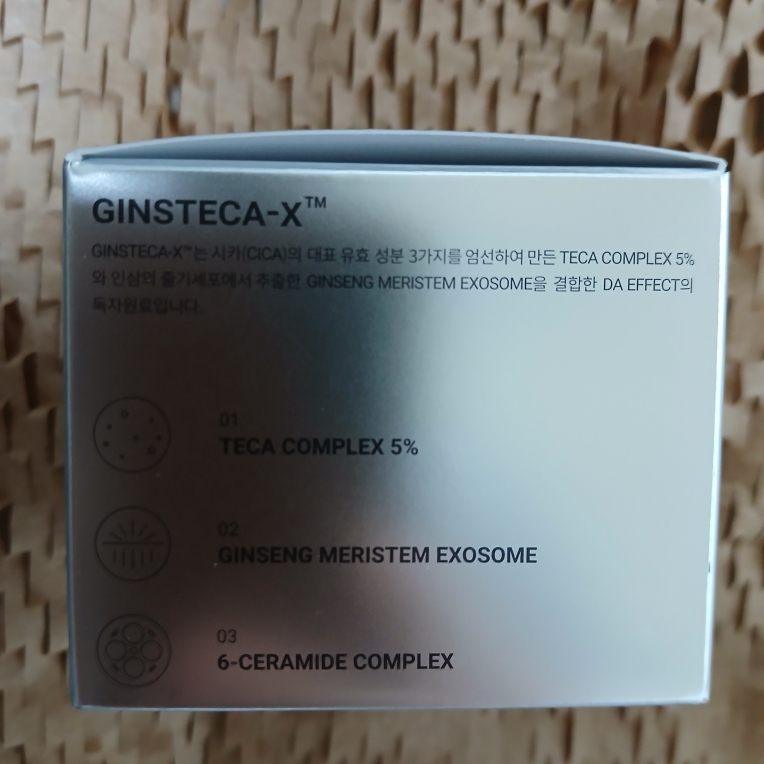 GINSTECA-X™
GINSTECA-X™는 시카(CICA)의 대표 유효 성분 3가지를 엄선하여 만든 TECA COMPLEX 5%
와 인삼의 줄기세포에서 추출한 GINSENG MERISTEM EXOSOME을 결합한 DA EFFECT의
독자원료입니다.
01
TECA COMPLEX 5%
02
GINSENG MERISTEM EXOSOME
03
6-CERAMIDE COMPLEX